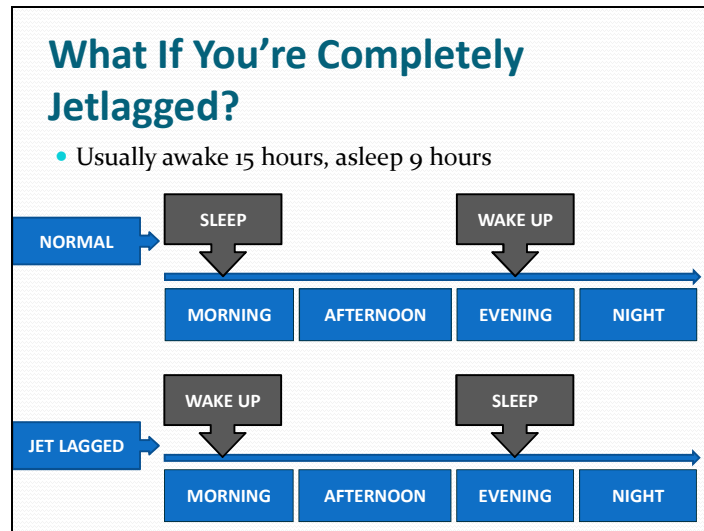 What If You’re Completely
Jetlagged?
• Usually awake 15 hours, asleep 9 hours
SLEEP
WAKE UP
NORMAL
MORNING
AFTERNOON
EVENING
NIGHT
WAKE UP
SLEEP
JET LAGGED
MORNING
AFTERNOON
EVENING
NIGHT